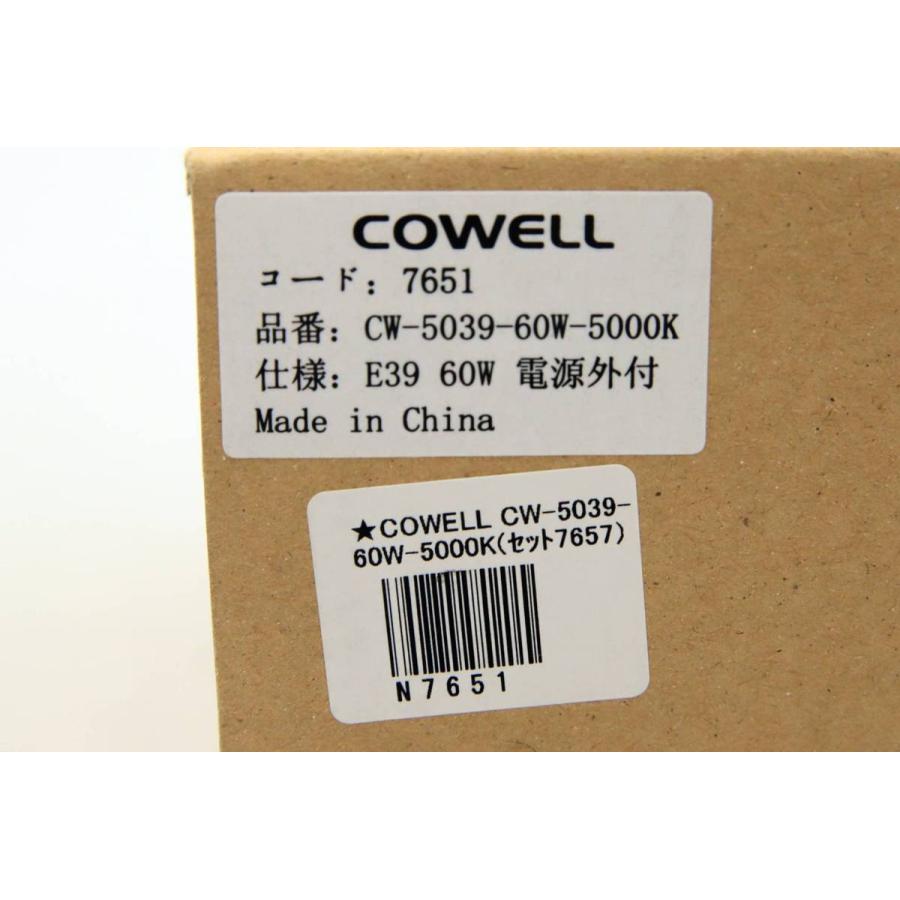 COWELL
コード: 7651
品番: CW-5039-60W-5000K
仕様: E39 60W 電源外付
Made in China
★COWELL CW-5039-
60W-5000K(セット7657)
N7651